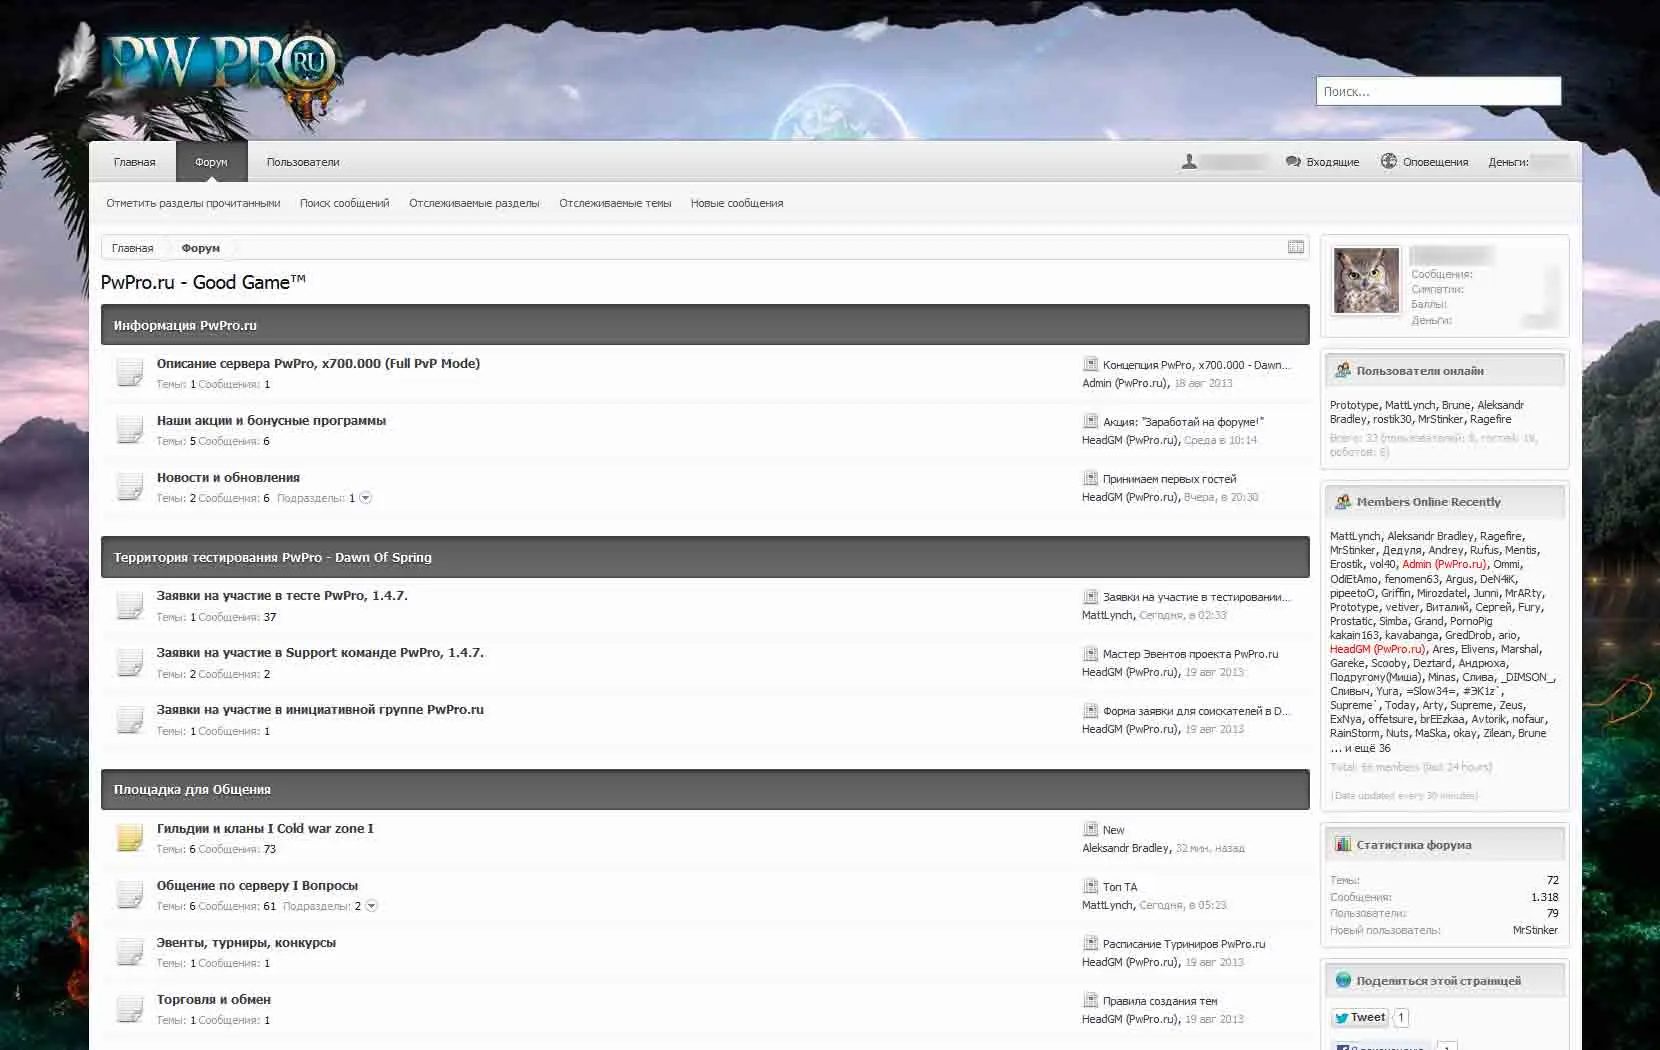 PW PRO RU
Поиск...
Главная
Форум
Пользователи
Входящие
Оповещения
Деньги:
Отметить разделы прочитанными
Поиск сообщений
Отслеживаемые разделы
Отслеживаемые темы
Новые сообщения
Главная
Форум
PwPro.ru - Good Game™
Информация PwPro.ru
Описание сервера PwPro, x700.000 (Full PvP Mode)
Темы: 1 Сообщения: 1
Концепция PwPro, x700.000 - Dawn...
Admin (PwPro.ru), 18 авг 2013
Наши акции и бонусные программы
Темы: 5 Сообщения: 6
Акция: "Заработай на форуме!"
HeadGM (PwPro.ru), Среда в 10:14
Новости и обновления
Темы: 2 Сообщения: 6 Подразделы: 1
Принимаем первых гостей
HeadGM (PwPro.ru), Вчера, в 20:30
Территория тестирования PwPro - Dawn Of Spring
Заявки на участие в тесте PwPro, 1.4.7.
Темы: 1 Сообщения: 37
Заявки на участие в тестировании...
MattLynch, Сегодня, в 02:33
Заявки на участие в Support команде PwPro, 1.4.7.
Темы: 2 Сообщения: 2
Мастер Эвентов проекта PwPro.ru
HeadGM (PwPro.ru), 19 авг 2013
Заявки на участие в инициативной группе PwPro.ru
Темы: 1 Сообщения: 1
Форма заявки для соискателей в D...
HeadGM (PwPro.ru), 19 авг 2013
Площадка для Общения
Гильдии и кланы I Cold war zone I
Темы: 6 Сообщения: 73
New
Aleksandr Bradley, 32 мин. назад
Общение по серверу I Вопросы
Темы: 6 Сообщения: 61 Подразделы: 2
Топ ТА
MattLynch, Сегодня, в 05:23
Эвенты, турниры, конкурсы
Темы: 1 Сообщения: 1
Расписание Туриниров PwPro.ru
HeadGM (PwPro.ru), 19 авг 2013
Торговля и обмен
Темы: 1 Сообщения: 1
Правила создания тем
HeadGM (PwPro.ru), 19 авг 2013
Сообщения:
Симпатии:
Баллы:
Деньги:
Пользователи онлайн
Prototype, MattLynch, Brune, Aleksandr
Bradley, rostik30, MrStinker, Ragefire
Всего: 33 (пользователей: 8, гостей: 19,
роботов: 6)
Members Online Recently
MattLynch, Aleksandr Bradley, Ragefire,
MrStinker, Дедуля, Andrey, Rufus, Mentis,
Erostik, vol40, Admin (PwPro.ru), Ommi,
OdiEtAmo, fenomen63, Argus, DeN4iK,
pipeetoO, Griffin, Mirozdatel, Junni, MrARty,
Prototype, vetiver, Виталий, Сергей, Fury,
Prostatic, Simba, Grand, PornoPig
kakain163, kavabanga, GredDrob, ario,
HeadGM (PwPro.ru), Ares, Elivens, Marshal,
Gareke, Scooby, Deztard, Андрюха,
Подругому(Миша), Minas, Слива, _DIMSON_,
Сливыч, Yura, =Slow34=, #ЭК1z`,
Supreme`, Today, Arty, Supreme, Zeus,
ExNya, offetsure, brEEzkaa, Avtorik, nofaur,
RainStorm, Nuts, MaSka, okay, Zilean, Brune
... и ещё 36
Total: members (last 24 hours)
(Data updated every 30 minutes)
Статистика форума
Темы: 72
Сообщения: 1.318
Пользователи: 79
Новый пользователь: MrStinker
Поделиться этой страницей
Tweet 1